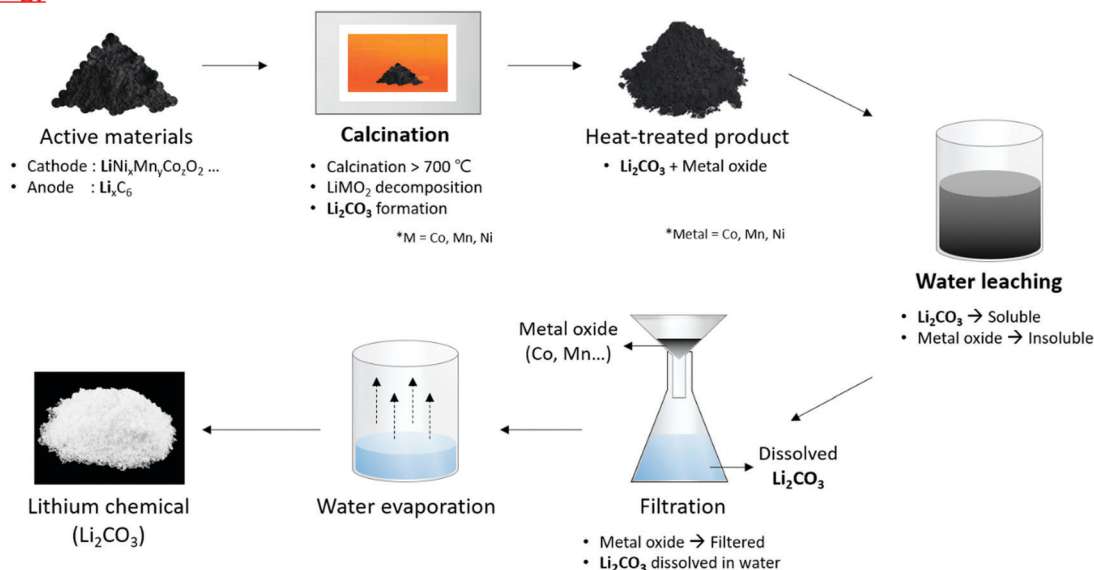 Active materials
• Cathode : LiNiₓMnᵧCo_zO₂ ...
• Anode : LiₓC₆
Calcination
• Calcination > 700 ℃
• LiMO₂ decomposition
• Li₂CO₃ formation
*M = Co, Mn, Ni
Heat-treated product
• Li₂CO₃ + Metal oxide
*Metal = Co, Mn, Ni
Water leaching
• Li₂CO₃ → Soluble
• Metal oxide → Insoluble
Metal oxide
(Co, Mn...)
Dissolved
Li₂CO₃
Filtration
• Metal oxide → Filtered
• Li₂CO₃ dissolved in water
Water evaporation
Lithium chemical
(Li₂CO₃)